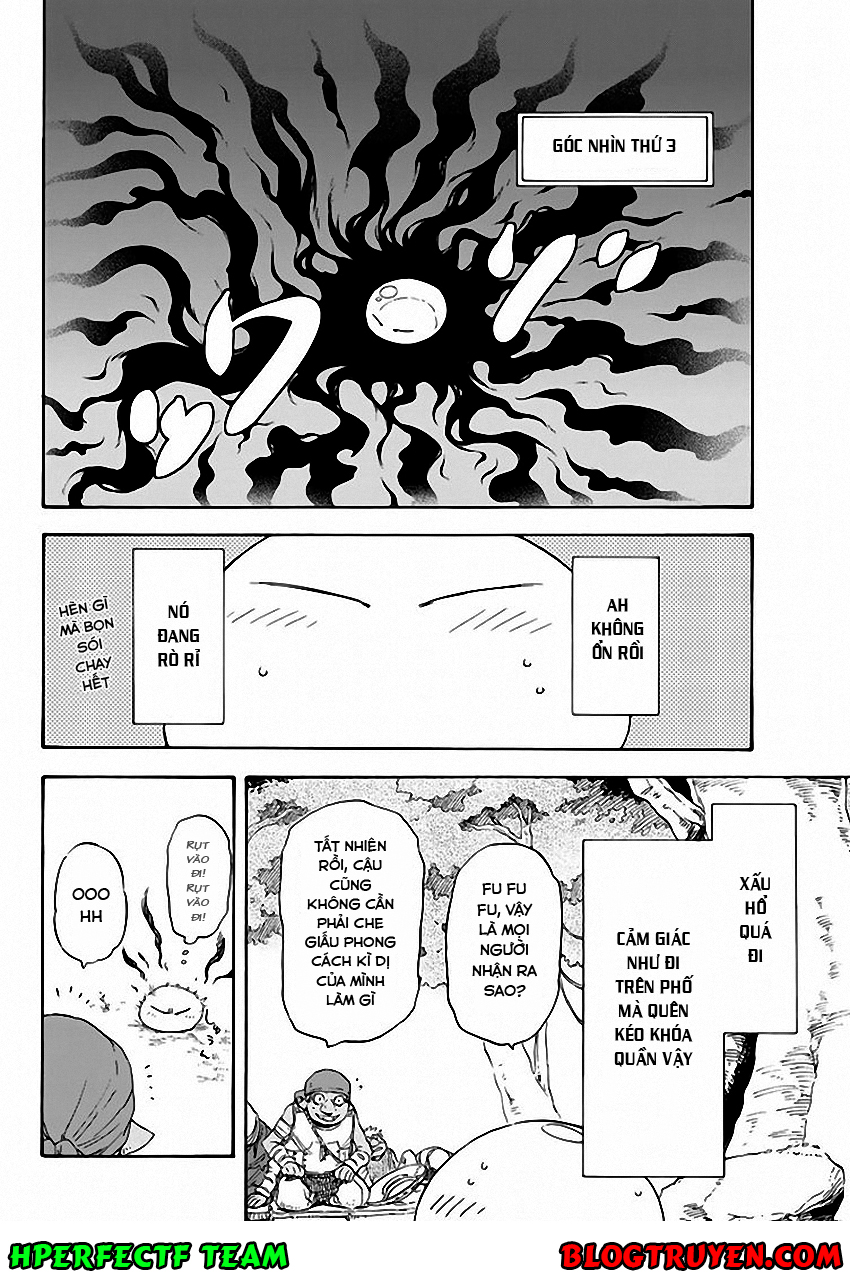 GÓC NHÌN THỨ 3
ズ
ワッ
AH
KHÔNG
ỔN RỒI
NÓ
ĐANG
RÒ RỈ
HÈN GÌ
MÀ BỌN
SÓI
CHẠY
HẾT
XẤU
HỔ
QUÁ
ĐI
CẢM GIÁC
NHƯ ĐI
TRÊN PHỐ
MÀ QUÊN
KÉO KHÓA
QUẦN VẬY
FU FU
FU, VẬY
LÀ MỌI
NGƯỜI
NHẬN RA
SAO?
TẤT NHIÊN
RỒI, CẬU
CŨNG
KHÔNG CẦN
PHẢI CHE
GIẤU PHONG
CÁCH KÌ DỊ
CỦA MÌNH
LÀM GÌ
RỤT
VÀO
ĐI!
RỤT
VÀO
ĐI!
OOO
HH
HPERFECTF TEAM
BLOGTRUYEN.COM